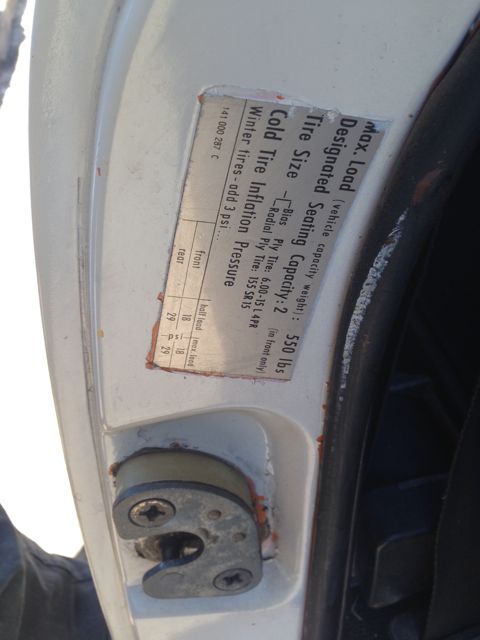 Max. Load (vehicle capacity weight): 550 lbs
Designated Seating Capacity: 2 (in front only)
Tire Size Bias Ply Tire: 6.00-15 L 4PR
Radial Ply Tire: 155 SR 15
Cold Tire Inflation Pressure
Winter tires - add 3 psi...
half load max. load
front 18 psi 18
rear 29 29
141 000 287 C